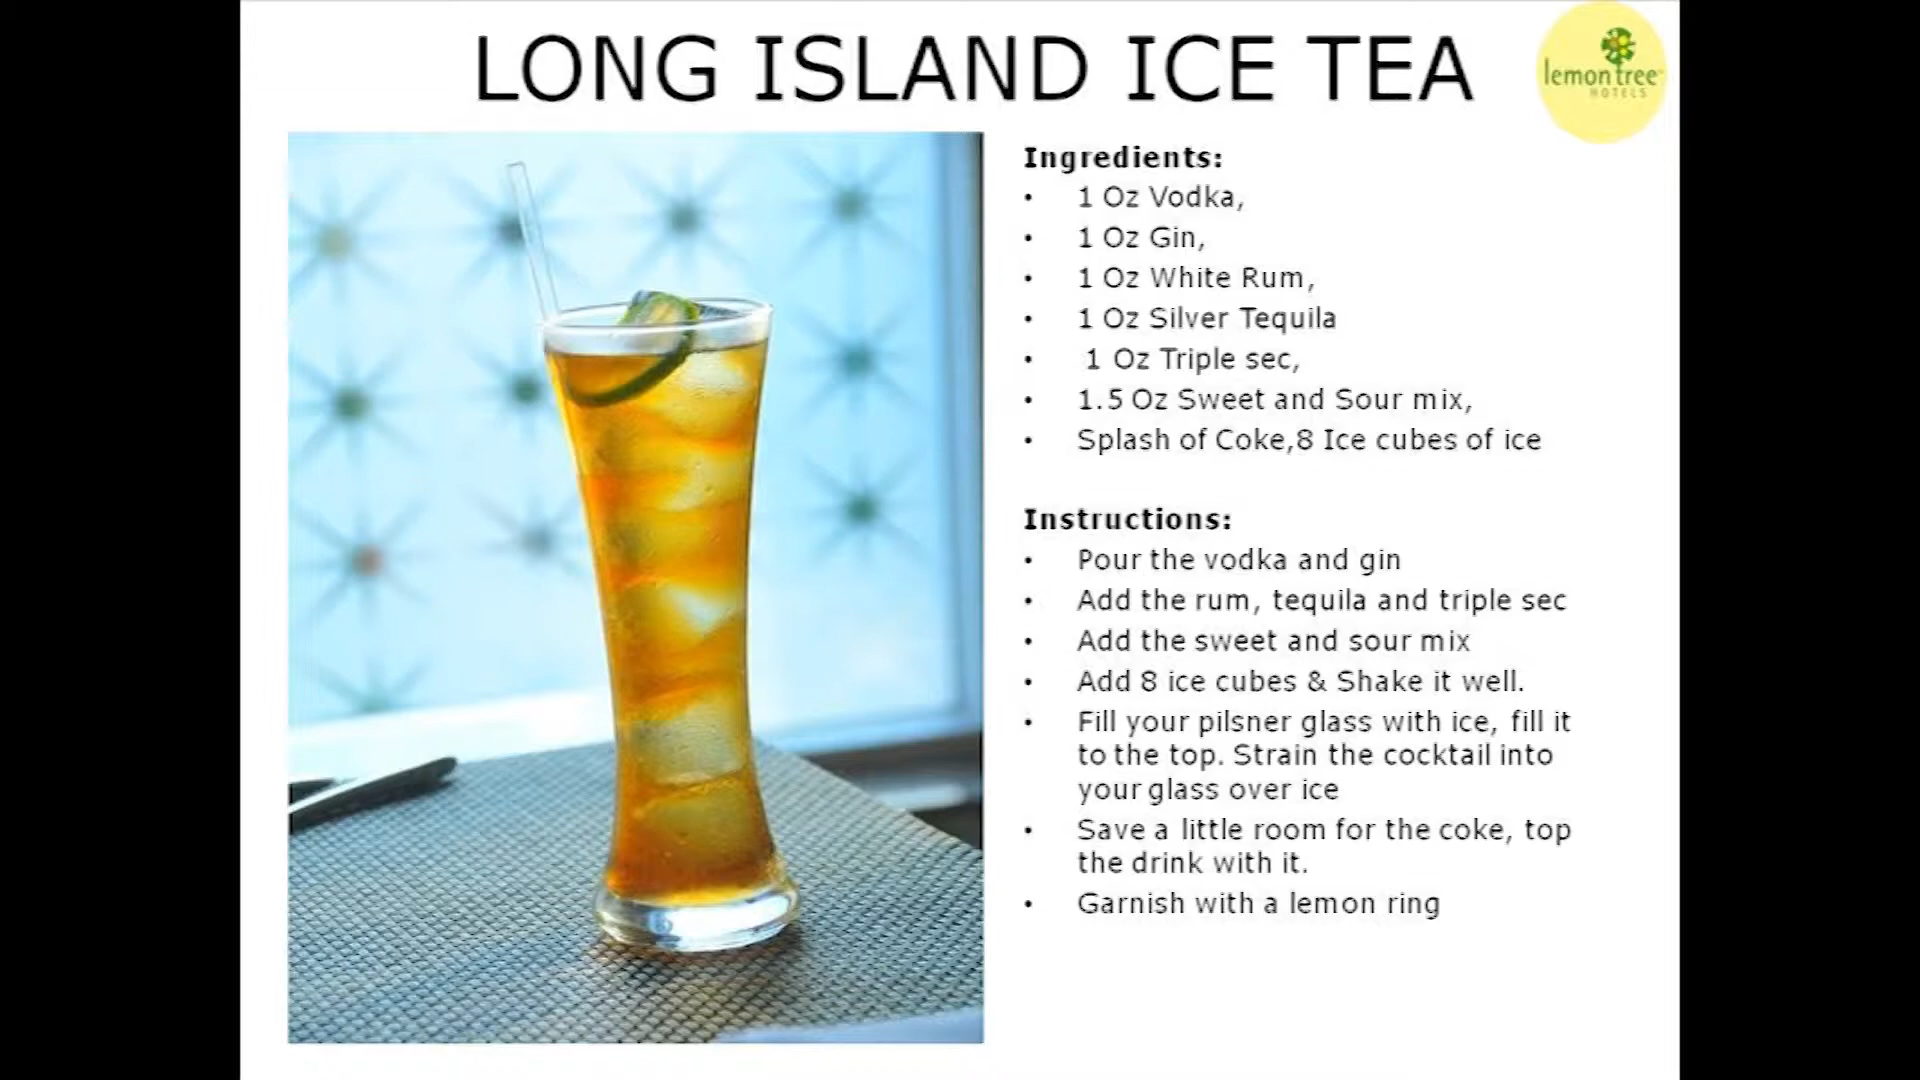 LONG ISLAND ICE TEA
lemon tree
HOTELS
Ingredients:
• 1 Oz Vodka,
• 1 Oz Gin,
• 1 Oz White Rum,
• 1 Oz Silver Tequila
• 1 Oz Triple sec,
• 1.5 Oz Sweet and Sour mix,
• Splash of Coke,8 Ice cubes of ice
Instructions:
• Pour the vodka and gin
• Add the rum, tequila and triple sec
• Add the sweet and sour mix
• Add 8 ice cubes & Shake it well.
• Fill your pilsner glass with ice, fill it
to the top. Strain the cocktail into
your glass over ice
• Save a little room for the coke, top
the drink with it.
• Garnish with a lemon ring